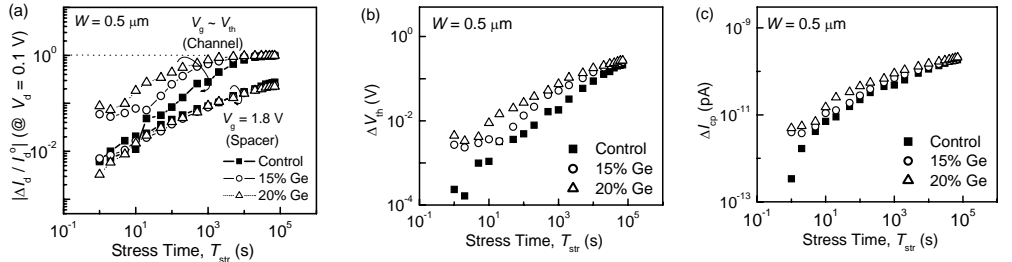 (a)
W = 0.5 μm
V_g ~ V_th
(Channel)
V_g = 1.8 V
(Spacer)
Control
15% Ge
20% Ge
10^0
10^-2
|ΔI_d / I_d^o| (@ V_d = 0.1 V)
10^-1 10^1 10^3 10^5
Stress Time, T_str (s)
(b)
W = 0.5 μm
10^0
10^-2
10^-4
ΔV_th (V)
Control
15% Ge
20% Ge
10^-1 10^1 10^3 10^5
Stress Time, T_str (s)
(c)
W = 0.5 μm
10^-9
10^-11
10^-13
ΔI_cp (pA)
Control
15% Ge
20% Ge
10^-1 10^1 10^3 10^5
Stress Time, T_str (s)